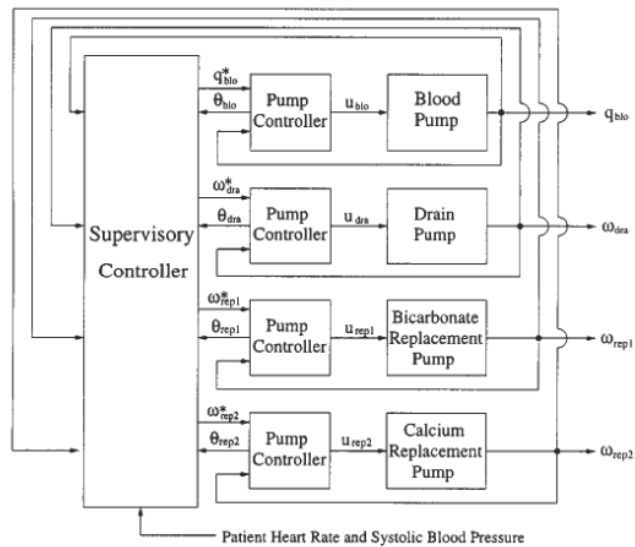 q*blo
θblo
Pump
Controller
ublo
Blood
Pump
qblo
ω*dra
θdra
Pump
Controller
udra
Drain
Pump
ωdra
Supervisory
Controller
ω*rep1
θrep1
Pump
Controller
urep1
Bicarbonate
Replacement
Pump
ωrep1
ω*rep2
θrep2
Pump
Controller
urep2
Calcium
Replacement
Pump
ωrep2
Patient Heart Rate and Systolic Blood Pressure